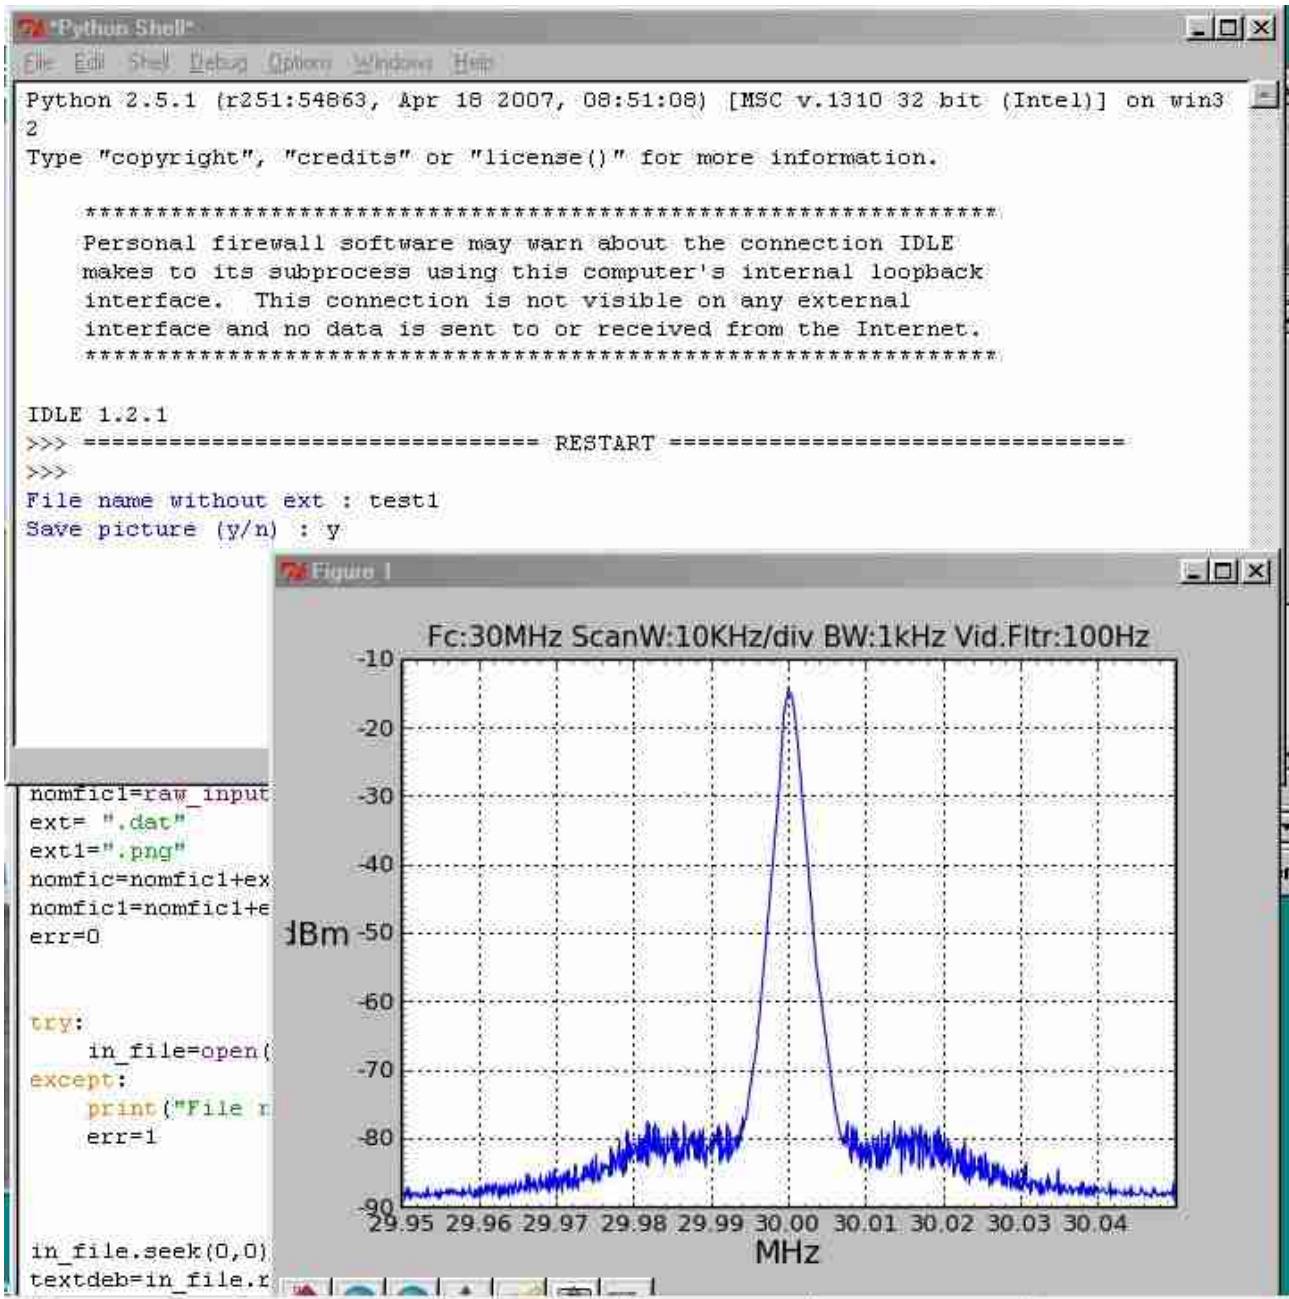 *Python Shell*
File Edit Shell Debug Options Windows Help
Python 2.5.1 (r251:54863, Apr 18 2007, 08:51:08) [MSC v.1310 32 bit (Intel)] on win3
2
Type "copyright", "credits" or "license()" for more information.
****************************************************************
Personal firewall software may warn about the connection IDLE
makes to its subprocess using this computer's internal loopback
interface.  This connection is not visible on any external
interface and no data is sent to or received from the Internet.
****************************************************************
IDLE 1.2.1
>>> ================================ RESTART ================================
>>>
File name without ext : test1
Save picture (y/n) : y
Figure 1
Fc:30MHz ScanW:10KHz/div BW:1kHz Vid.Fltr:100Hz
-10
-20
-30
-40
dBm -50
-60
-70
-80
-90
29.95 29.96 29.97 29.98 29.99 30.00 30.01 30.02 30.03 30.04
MHz
nomfic1=raw_input
ext= ".dat"
ext1=".png"
nomfic=nomfic1+ex
nomfic1=nomfic1+e
err=0
try:
in_file=open(
except:
print("File n
err=1
in_file.seek(0,0)
textdeb=in_file.r